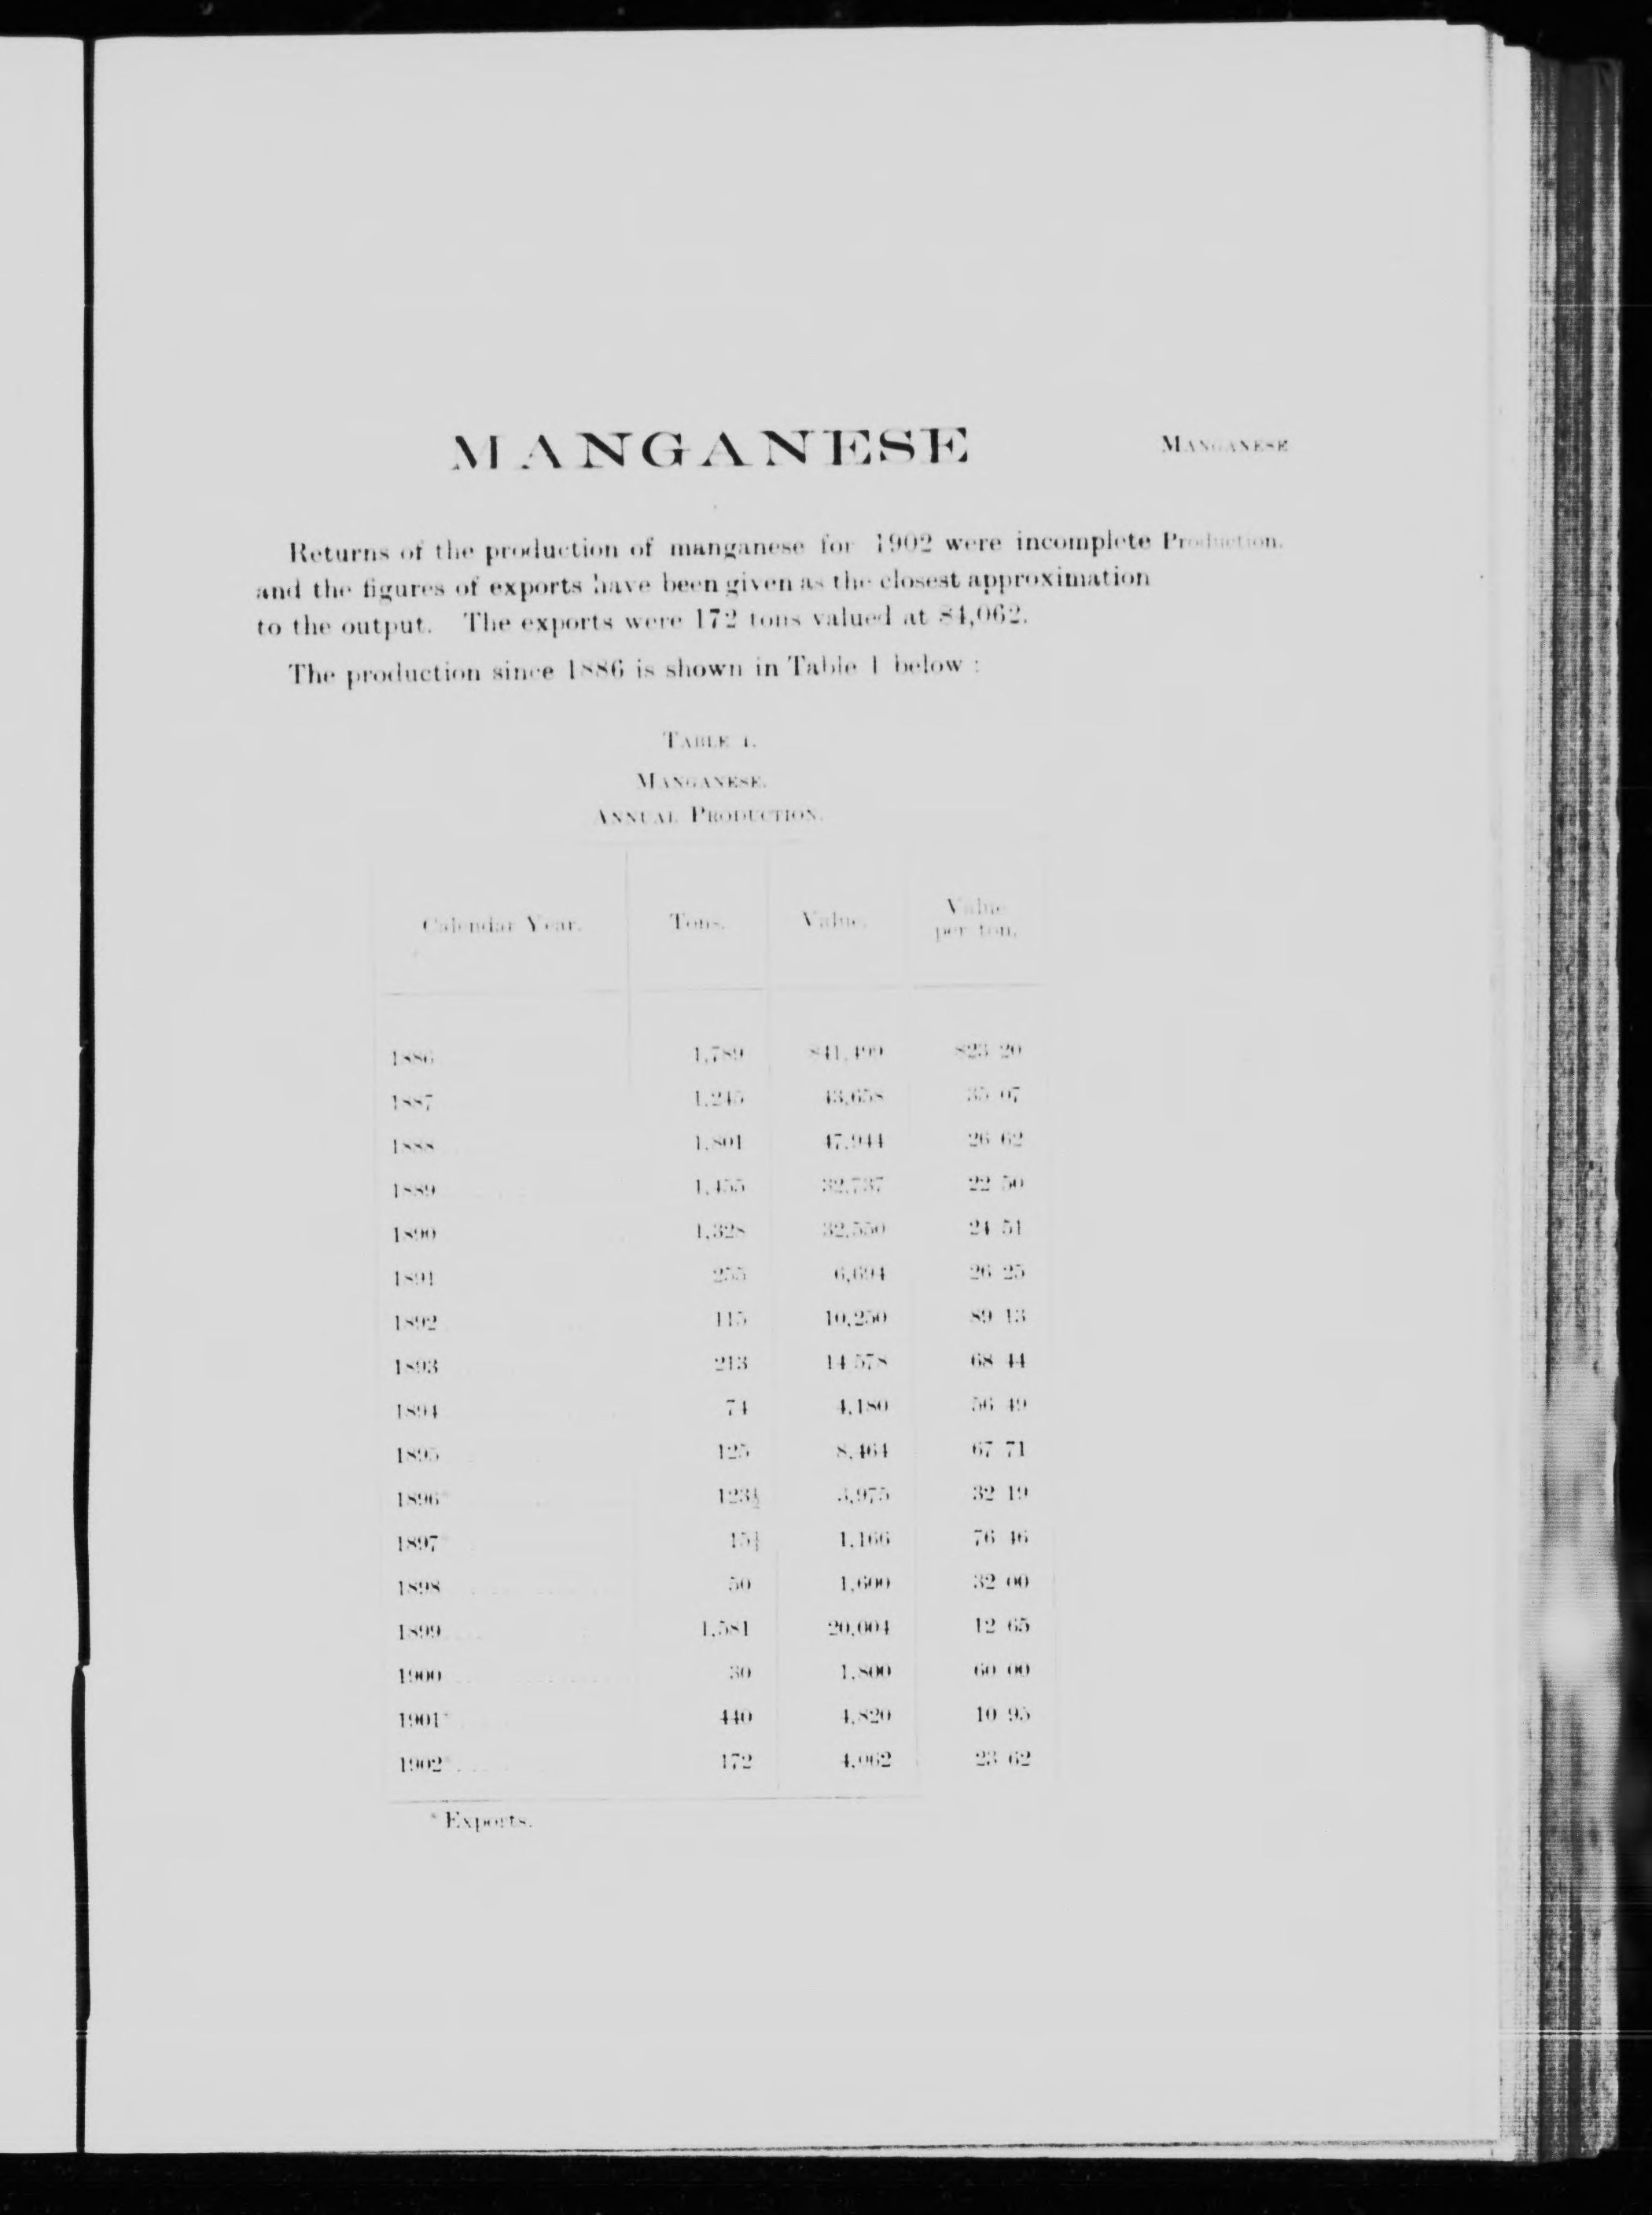 MANGANESE
MANGANESE
Returns of the production of manganese for 1902 were incomplete
Production.
and the figures of exports have been given as the closest approximation
to the output. The exports were 172 tons valued at $4,062.
The production since 1886 is shown in Table 1 below :
TABLE 1.
MANGANESE.
ANNUAL PRODUCTION.
Calendar Year. Tons. Value. Value per ton.
1886 1,789 $41,499 $23 20
1887 1,245 43,658 35 07
1888 1,801 47,944 26 62
1889 1,455 32,737 22 50
1890 1,328 32,550 24 51
1891 255 6,694 26 25
1892 115 10,250 89 13
1893 213 14,578 68 44
1894 74 4,180 56 49
1895 125 8,464 67 71
1896* 123½ 3,975 32 19
1897* 15¼ 1,166 76 46
1898 50 1,600 32 00
1899 1,581 20,004 12 65
1900 30 1,800 60 00
1901* 440 4,820 10 95
1902* 172 4,062 23 62
* Exports.